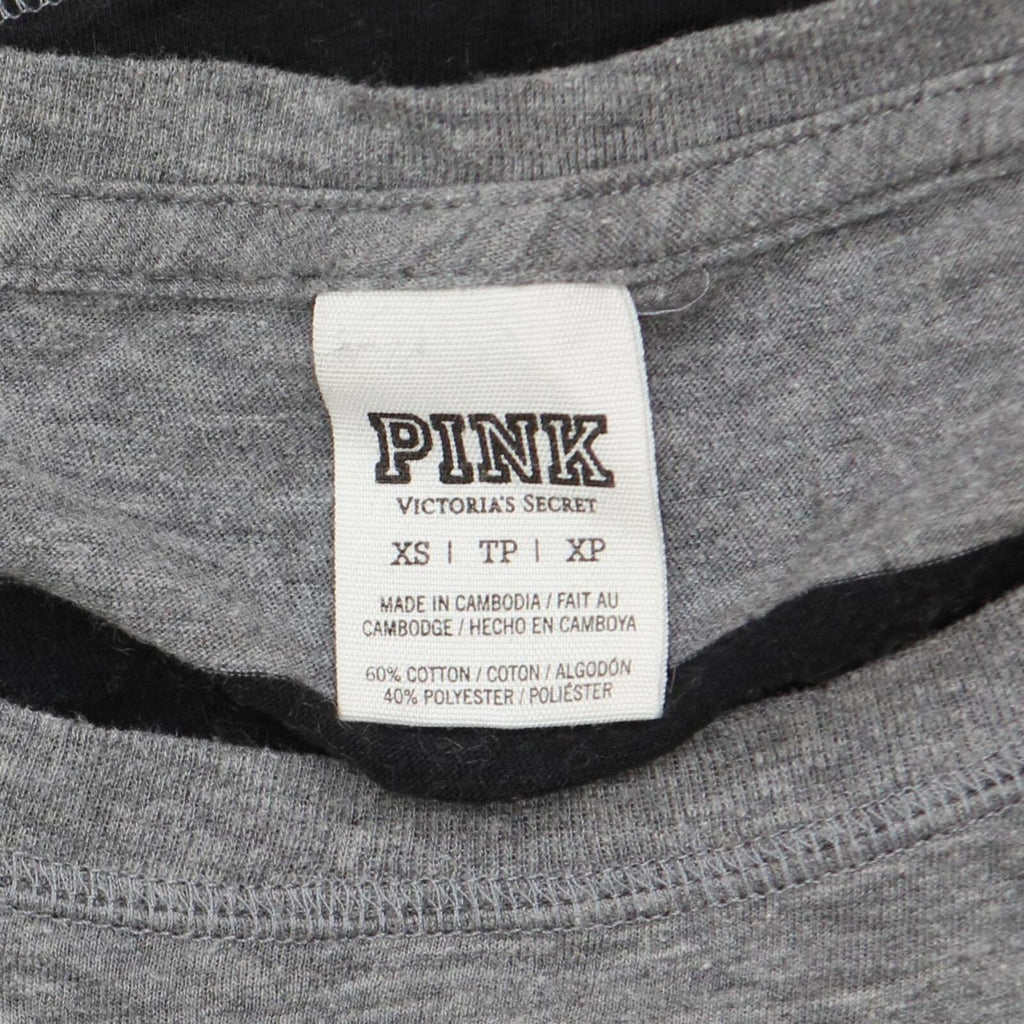 PINK
VICTORIA'S SECRET
XS | TP | XP
MADE IN CAMBODIA / FAIT AU
CAMBODGE / HECHO EN CAMBOYA
60% COTTON / COTON / ALGODÓN
40% POLYESTER / POLIÉSTER